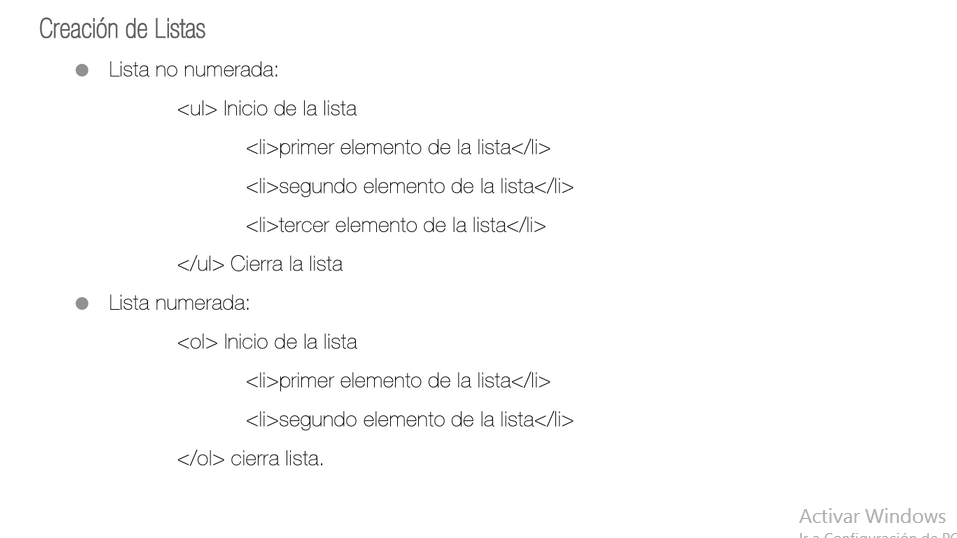 Creación de Listas
Lista no numerada:
<ul> Inicio de la lista
<li>primer elemento de la lista</li>
<li>segundo elemento de la lista</li>
<li>tercer elemento de la lista</li>
</ul> Cierra la lista
Lista numerada:
<ol> Inicio de la lista
<li>primer elemento de la lista</li>
<li>segundo elemento de la lista</li>
</ol> cierra lista.
Activar Windows
Ir a Configuración de PC